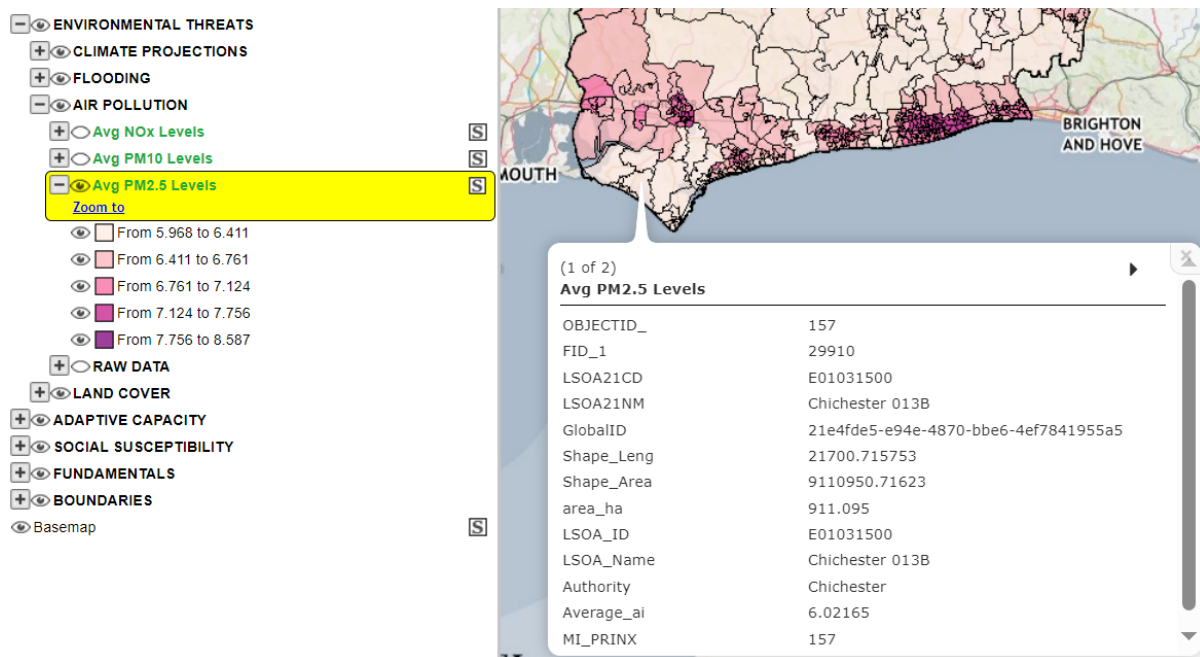 ENVIRONMENTAL THREATS
CLIMATE PROJECTIONS
FLOODING
AIR POLLUTION
Avg NOx Levels S
Avg PM10 Levels S
Avg PM2.5 Levels S
Zoom to
From 5.968 to 6.411
From 6.411 to 6.761
From 6.761 to 7.124
From 7.124 to 7.756
From 7.756 to 8.587
RAW DATA
LAND COVER
ADAPTIVE CAPACITY
SOCIAL SUSCEPTIBILITY
FUNDAMENTALS
BOUNDARIES
Basemap S
BRIGHTON
AND HOVE
MOUTH
(1 of 2)
Avg PM2.5 Levels
OBJECTID_ 157
FID_1 29910
LSOA21CD E01031500
LSOA21NM Chichester 013B
GlobalID 21e4fde5-e94e-4870-bbe6-4ef7841955a5
Shape_Leng 21700.715753
Shape_Area 9110950.71623
area_ha 911.095
LSOA_ID E01031500
LSOA_Name Chichester 013B
Authority Chichester
Average_ai 6.02165
MI_PRINX 157